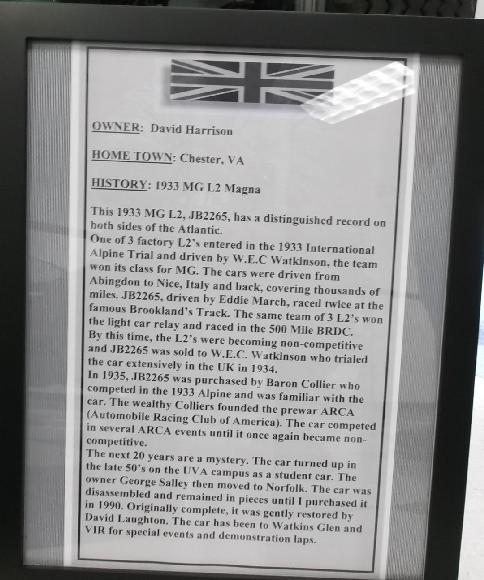 OWNER: David Harrison
HOME TOWN: Chester, VA
HISTORY: 1933 MG L2 Magna
This 1933 MG L2, JB2265, has a distinguished record on
both sides of the Atlantic.
One of 3 factory L2's entered in the 1933 International
Alpine Trial and driven by W.E.C Watkinson, the team
won its class for MG. The cars were driven from
Abingdon to Nice, Italy and back, covering thousands of
miles. JB2265, driven by Eddie March, raced twice at the
famous Brookland's Track. The same team of 3 L2's won
the light car relay and raced in the 500 Mile BRDC.
By this time, the L2's were becoming non-competitive
and JB2265 was sold to W.E.C. Watkinson who trialed
the car extensively in the UK in 1934.
In 1935, JB2265 was purchased by Baron Collier who
competed in the 1933 Alpine and was familiar with the
car. The wealthy Colliers founded the prewar ARCA
(Automobile Racing Club of America). The car competed
in several ARCA events until it once again became non-
competitive.
The next 20 years are a mystery. The car turned up in
the late 50's on the UVA campus as a student car. The
owner George Salley then moved to Norfolk. The car was
disassembled and remained in pieces until I purchased it
in 1990. Originally complete, it was gently restored by
David Laughton. The car has been to Watkins Glen and
VIR for special events and demonstration laps.